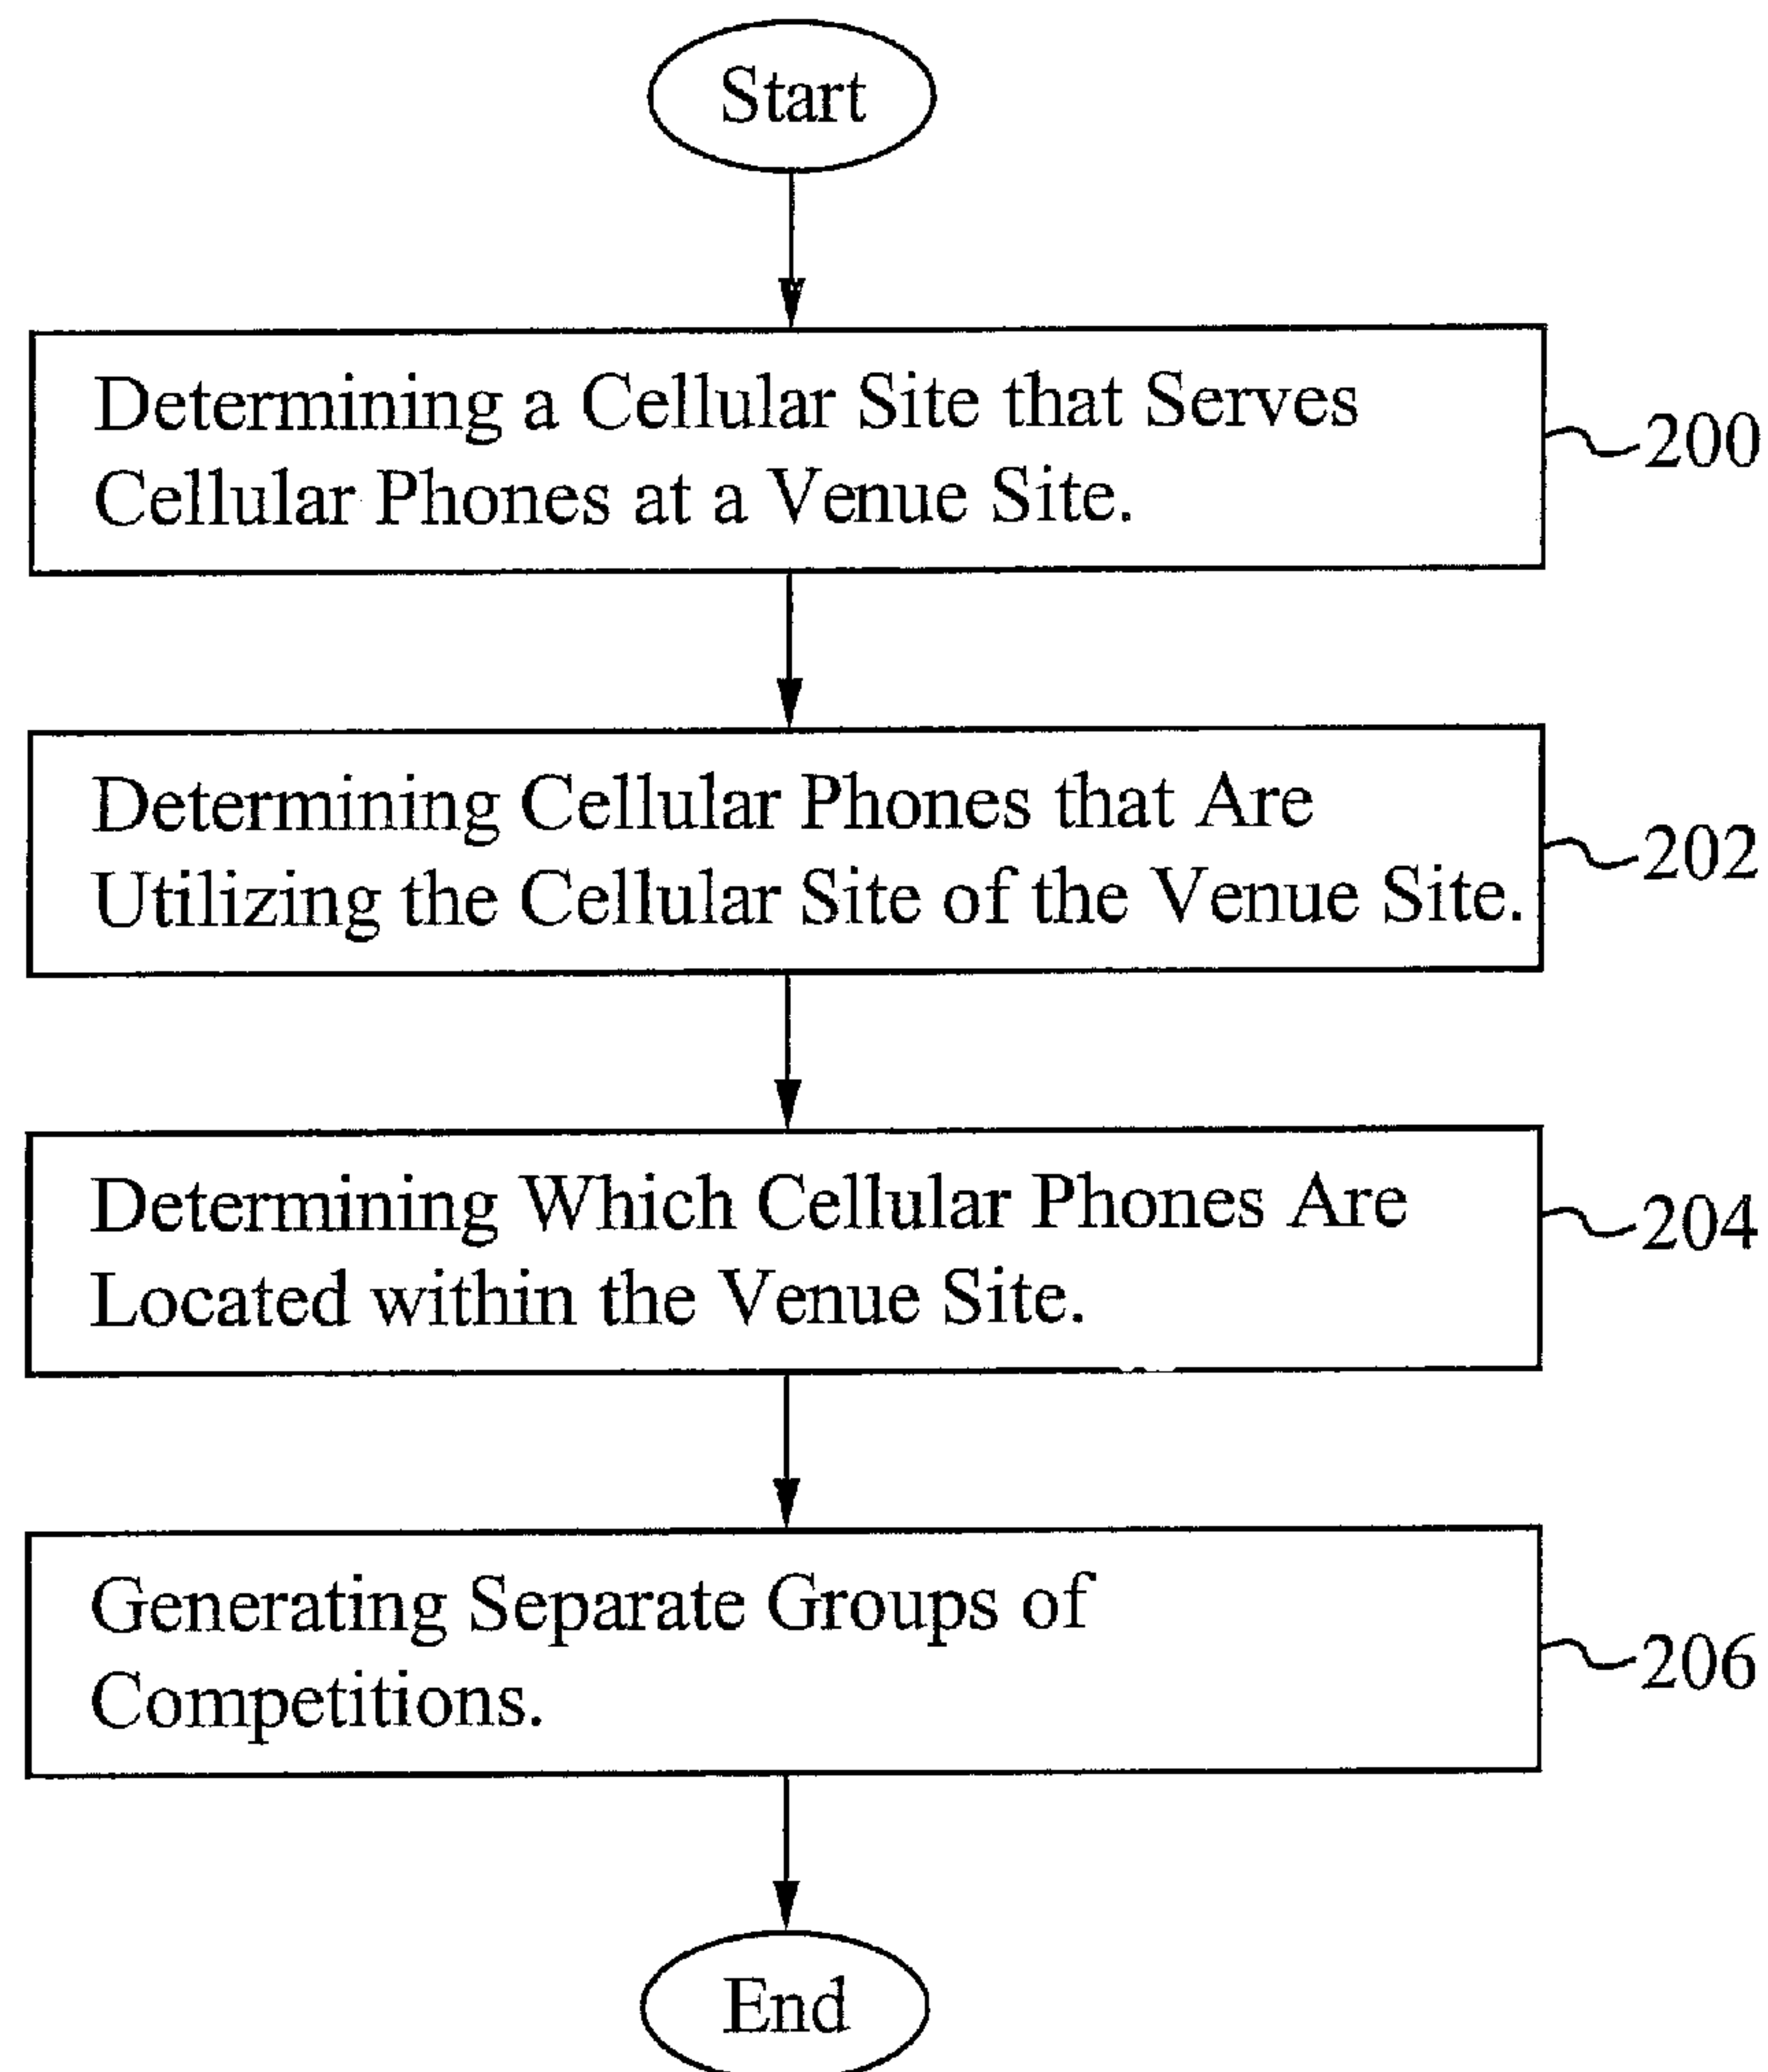 Start
Determining a Cellular Site that Serves
Cellular Phones at a Venue Site.
200
Determining Cellular Phones that Are
Utilizing the Cellular Site of the Venue Site.
202
Determining Which Cellular Phones Are
Located within the Venue Site.
204
Generating Separate Groups of
Competitions.
206
End